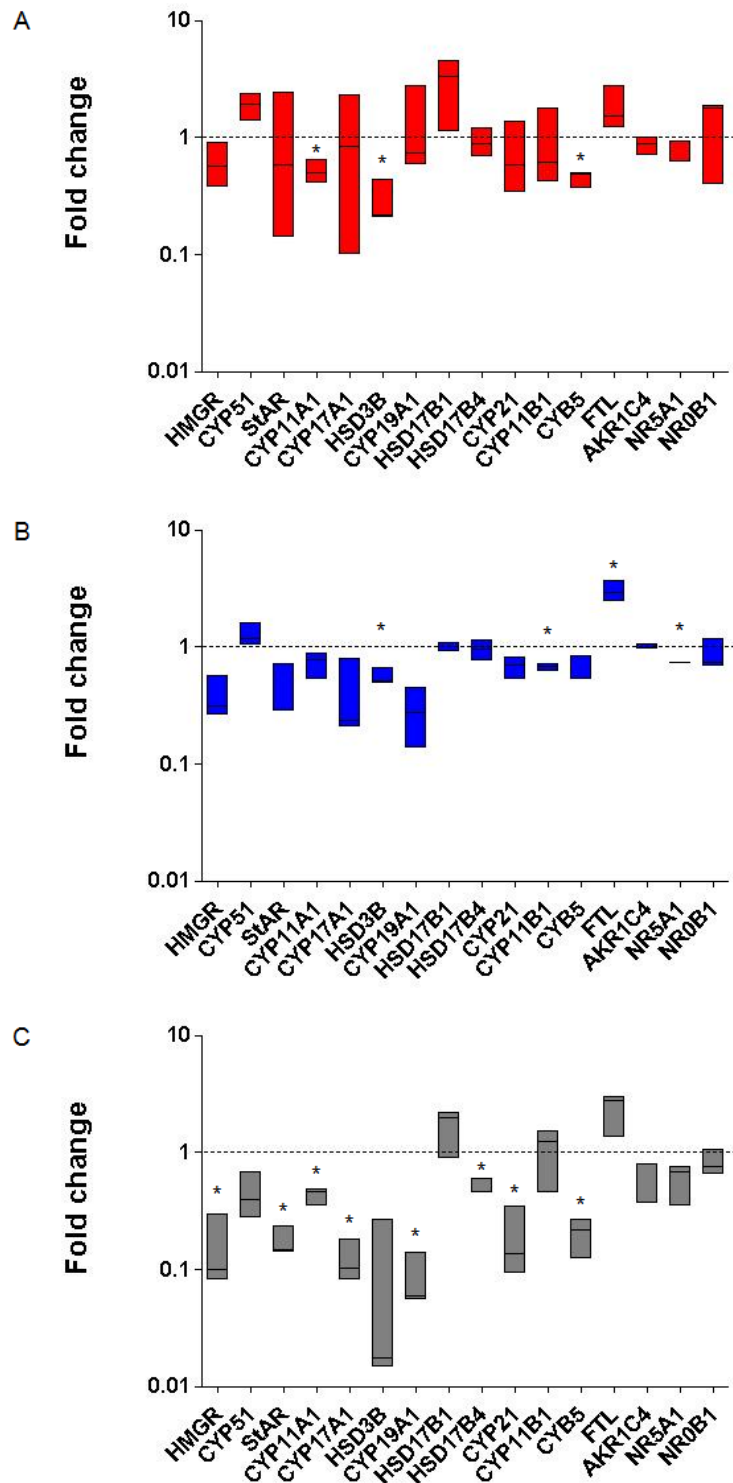 A
Fold change
10
1
0.1
0.01
* * *
HMGR CYP51 StAR CYP11A1 CYP17A1 HSD3B CYP19A1 HSD17B1 HSD17B4 CYP21 CYP11B1 CYB5 FTL AKR1C4 NR5A1 NR0B1
B
Fold change
10
1
0.1
0.01
* * * *
HMGR CYP51 StAR CYP11A1 CYP17A1 HSD3B CYP19A1 HSD17B1 HSD17B4 CYP21 CYP11B1 CYB5 FTL AKR1C4 NR5A1 NR0B1
C
Fold change
10
1
0.1
0.01
* * * * * * * *
HMGR CYP51 StAR CYP11A1 CYP17A1 HSD3B CYP19A1 HSD17B1 HSD17B4 CYP21 CYP11B1 CYB5 FTL AKR1C4 NR5A1 NR0B1